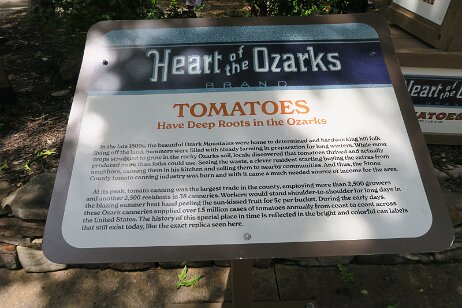 Heart of the Ozarks
BRAND
TOMATOES
Have Deep Roots in the Ozarks
In the late 1800s, the beautiful Ozark Mountains were home to determined and hardworking hill folk
living off the land. Summers were filled with steady farming in preparation for long winters. While most
crops struggled to grow in the rocky Ozarks soil, locals discovered that tomatoes thrived and actually
produced more than folks could use. Seeing the waste, a clever resident starting buying the extras from
neighbors, canning them in his kitchen and selling them to nearby communities. And thus, the Stone
County tomato canning industry was born and with it came a much needed source of income for the area.
At its peak, tomato canning was the largest trade in the county, employing more than 2,500 growers
and another 2,500 residents in 35 canneries. Workers would stand shoulder-to-shoulder for long days in
the blazing summer heat hand peeling the sun-kissed fruit for 5¢ per bucket. During the early days,
these Ozark canneries supplied over 1.8 million cases of tomatoes annually from coast to coast across
the United States. The history of this special place in time is reflected in the bright and colorful can labels
that still exist today, like the exact replica seen here.
Heart of the
TOMATOES